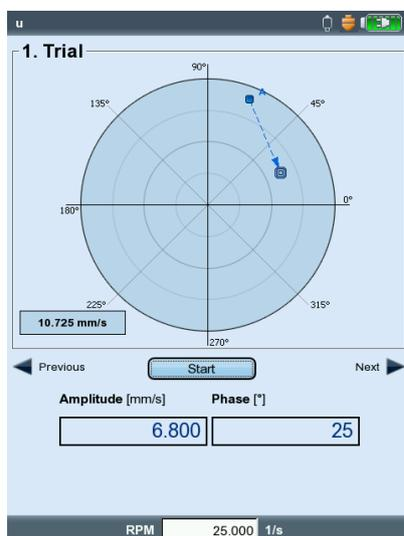 u
1. Trial
90°
135°
45°
180°
0°
225°
315°
270°
A
10.725 mm/s
Previous
Start
Next
Amplitude [mm/s]
Phase [°]
6.800
25
RPM
25.000
1/s